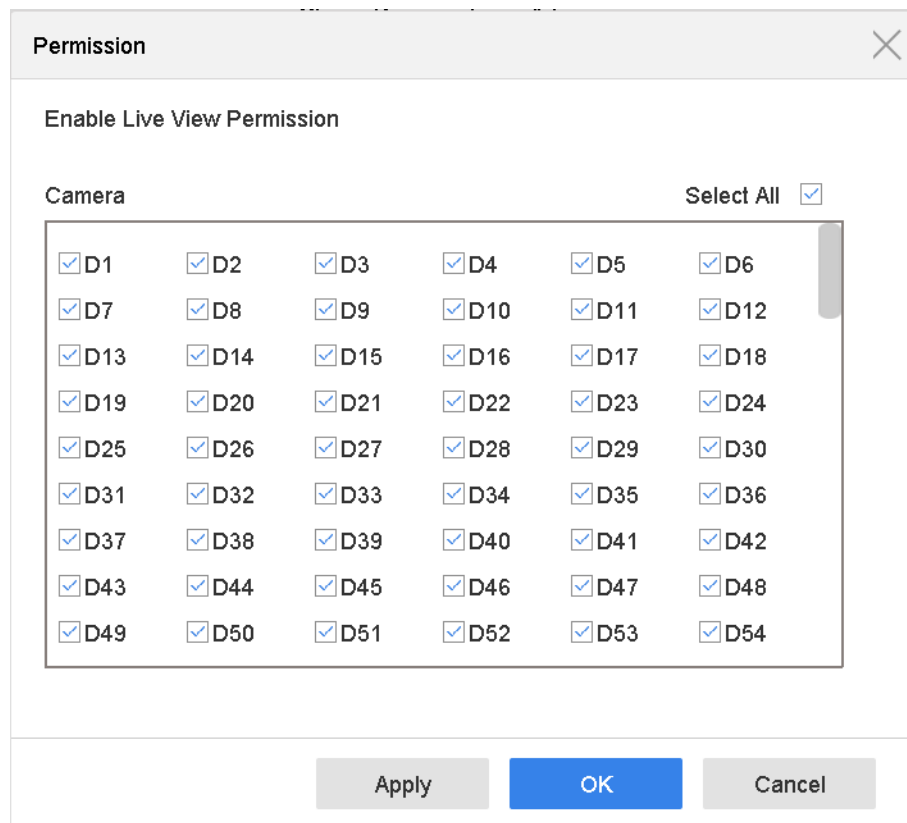 Permission
Enable Live View Permission
Camera Select All
D1 D2 D3 D4 D5 D6
D7 D8 D9 D10 D11 D12
D13 D14 D15 D16 D17 D18
D19 D20 D21 D22 D23 D24
D25 D26 D27 D28 D29 D30
D31 D32 D33 D34 D35 D36
D37 D38 D39 D40 D41 D42
D43 D44 D45 D46 D47 D48
D49 D50 D51 D52 D53 D54
Apply OK Cancel